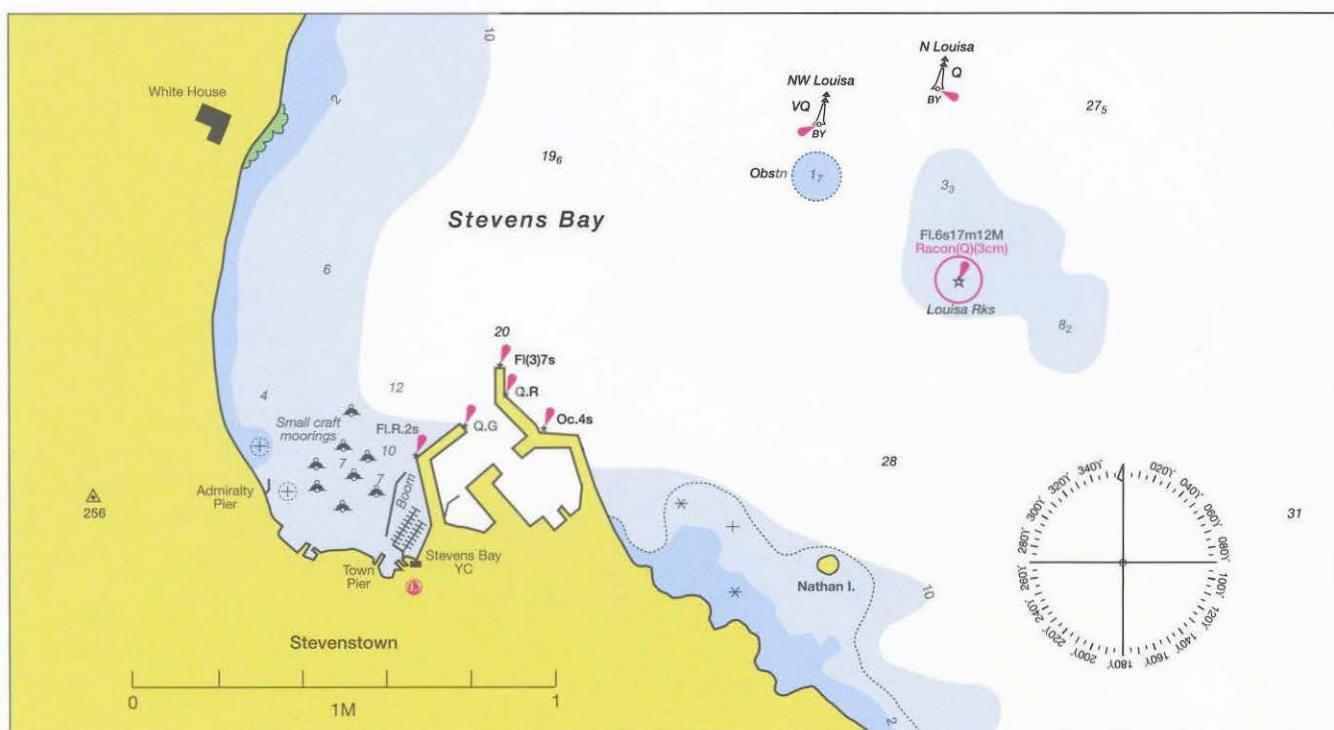 10
N Louisa
Q
BY
NW Louisa
VQ
BY
White House
2
27₅
19₆
Obstn
1₇
3₃
Stevens Bay
Fl.6s17m12M
Racon(Q)(3cm)
Louisa Rks
6
8₂
20
Fl(3)7s
12
Q.R
4
Small craft
moorings
Fl.R.2s
Q.G
Oc.4s
10
7
7
28
Boom
Admiralty
Pier
256
31
Town
Pier
Stevens Bay
YC
Nathan I.
10
Stevenstown
0
1M
1
2
020°
040°
060°
080°
100°
120°
140°
160°
180°
200°
220°
240°
260°
280°
300°
320°
340°